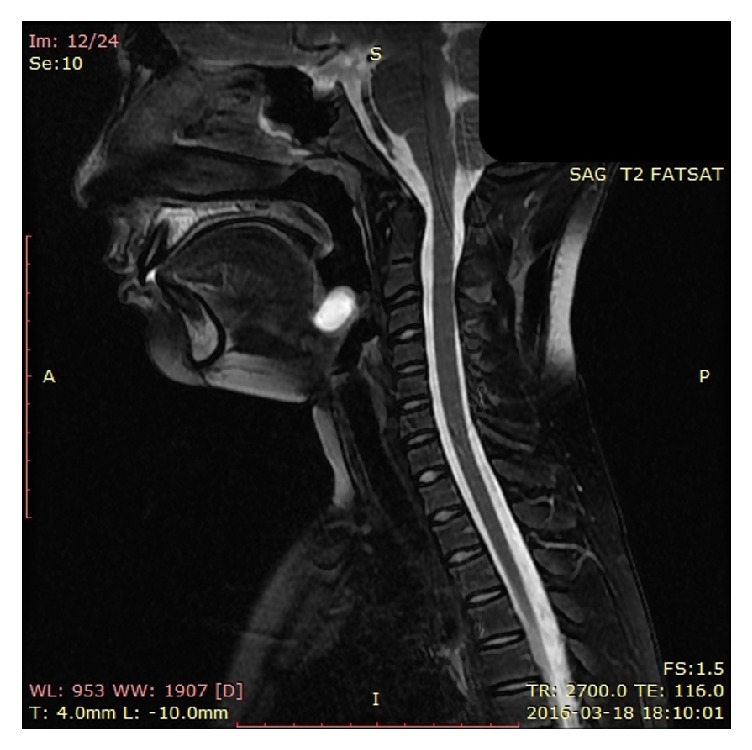 Im: 12/24
Se:10
S
SAG T2 FATSAT
A
P
FS:1.5
WL: 953 WW: 1907 [D]
I
TR: 2700.0 TE: 116.0
T: 4.0mm L: -10.0mm
2016-03-18 18:10:01